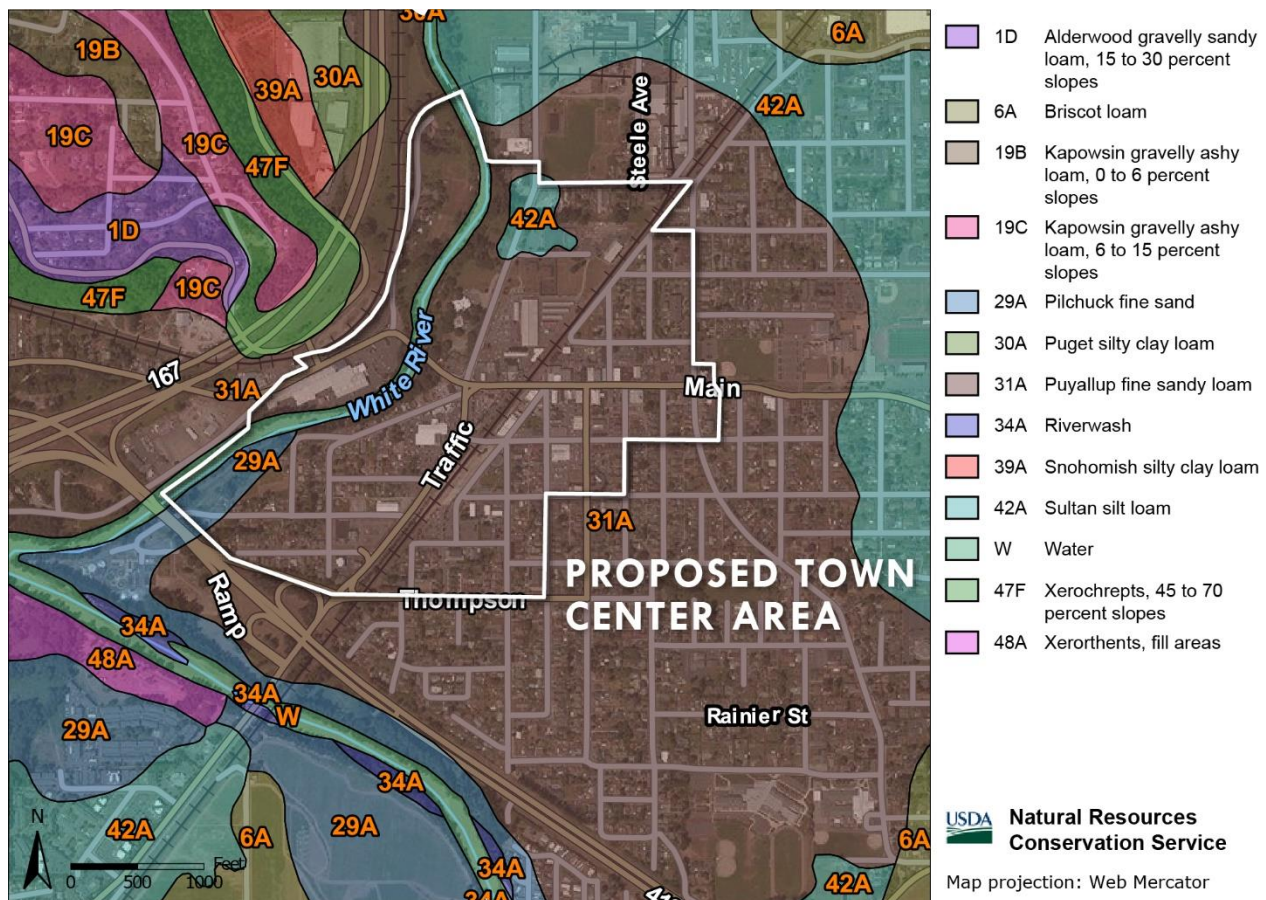 30A
19B
39A
30A
6A
19C
19C
47F
42A
Steele Ave
42A
1D
47F
19C
167
31A
White River
Main
29A
Traffic
31A
PROPOSED TOWN
CENTER AREA
Ramp
Thompson
34A
48A
34A
W
29A
Rainier St
34A
42A
6A
29A
6A
34A
34A
42A
41
N
Feet
0 500 1000
1D Alderwood gravelly sandy
loam, 15 to 30 percent
slopes
6A Briscot loam
19B Kapowsin gravelly ashy
loam, 0 to 6 percent
slopes
19C Kapowsin gravelly ashy
loam, 6 to 15 percent
slopes
29A Pilchuck fine sand
30A Puget silty clay loam
31A Puyallup fine sandy loam
34A Riverwash
39A Snohomish silty clay loam
42A Sultan silt loam
W Water
47F Xerochrepts, 45 to 70
percent slopes
48A Xerorthents, fill areas
USDA Natural Resources
Conservation Service
Map projection: Web Mercator